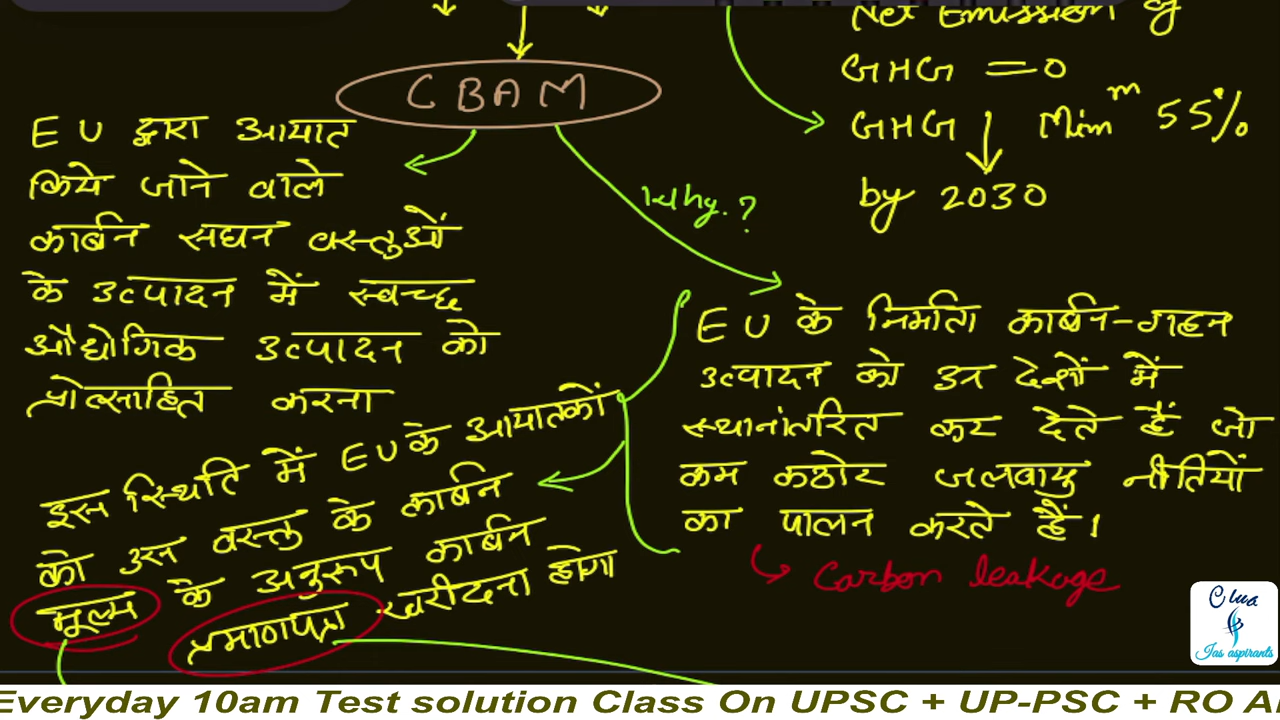 Net Emission of
GHG = 0
GHG ↓ Minm 55%
by 2030
CBAM
EU द्वारा आयात
किये जाने वाले
कार्बन सघन वस्तुओं
के उत्पादन में स्वच्छ
औद्योगिक उत्पादन को
प्रोत्साहित करना
Why.?
EU के निर्माता कार्बन-गहन
उत्पादन को उन देशों में
स्थानांतरित कर देते हैं जो
कम कठोर जलवायु नीतियों
का पालन करते हैं।
Carbon leakage
इस स्थिति में EU के आयातकों
को उस वस्तु के कार्बन
मूल्य के अनुरूप कार्बन
प्रमाणपत्र खरीदना होगा
Ias aspirants
Everyday 10am Test solution Class On UPSC + UP-PSC + RO A